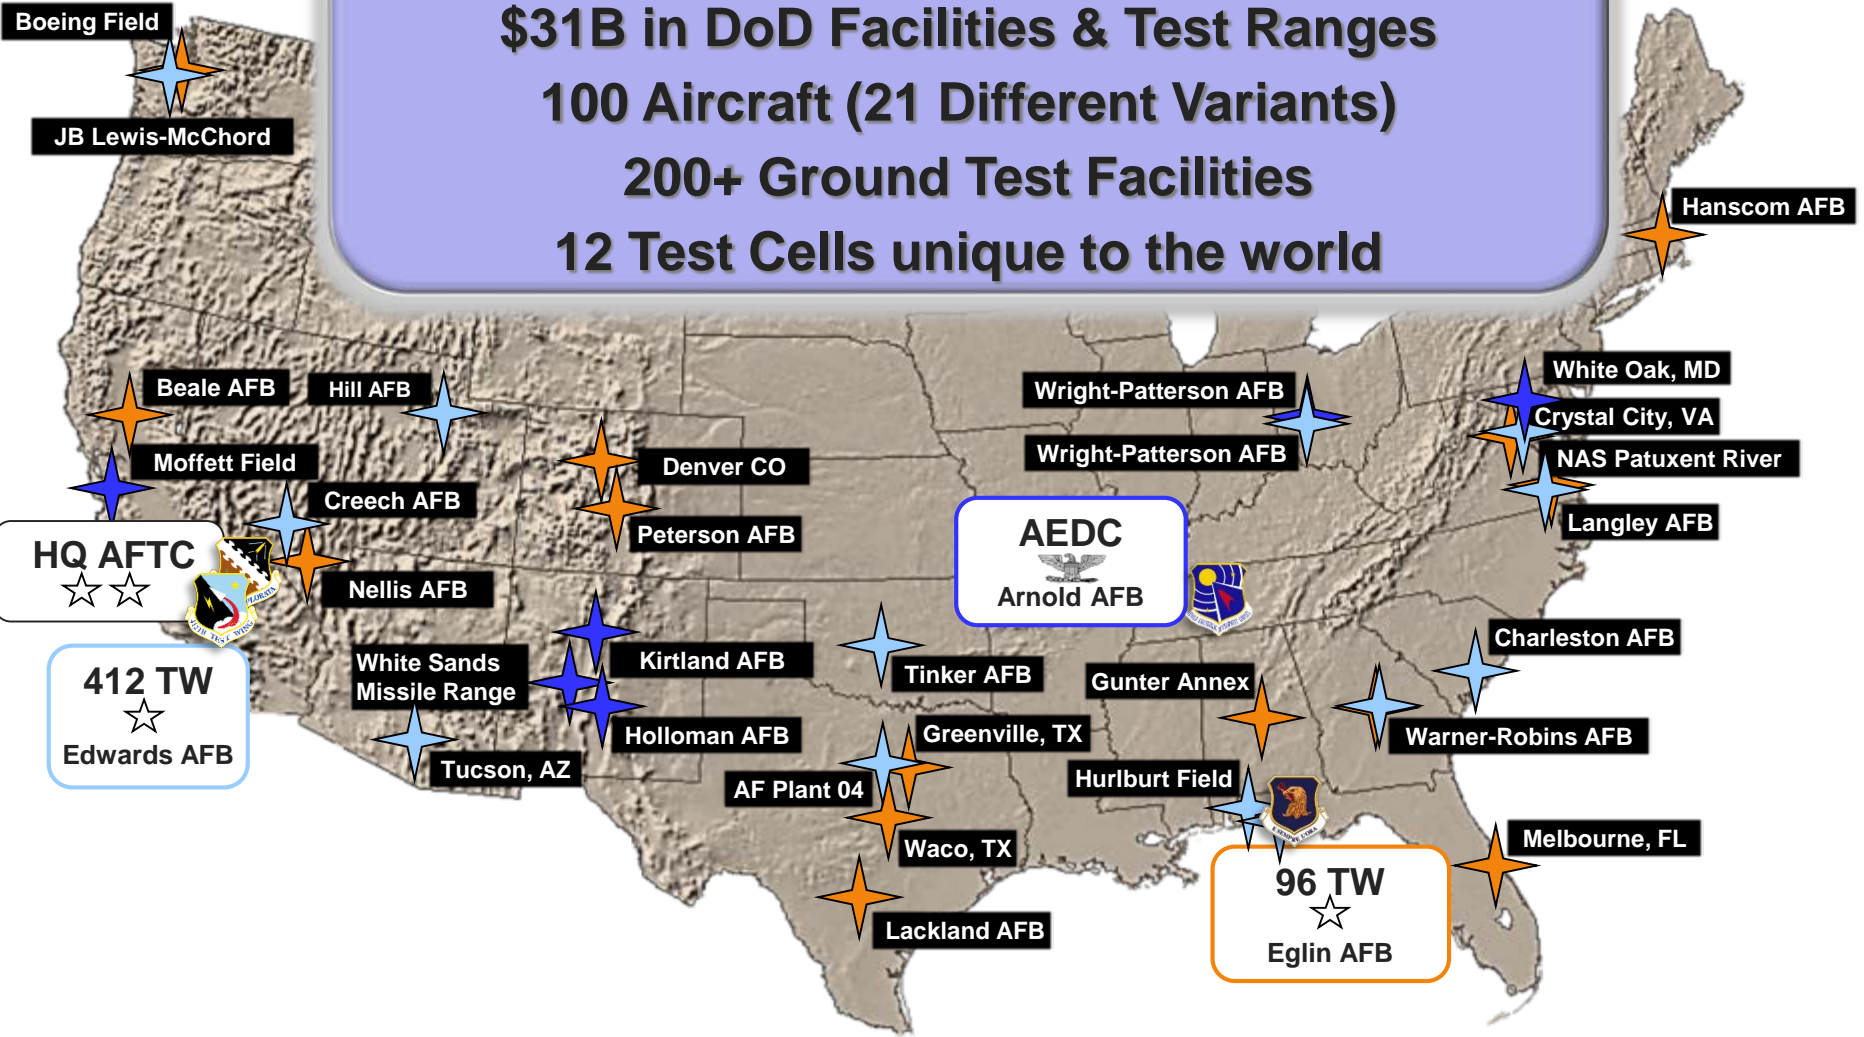 $31B in DoD Facilities & Test Ranges
100 Aircraft (21 Different Variants)
200+ Ground Test Facilities
12 Test Cells unique to the world
Boeing Field
JB Lewis-McChord
Hanscom AFB
Beale AFB
Hill AFB
Moffett Field
Creech AFB
Denver CO
Peterson AFB
Wright-Patterson AFB
Wright-Patterson AFB
White Oak, MD
Crystal City, VA
NAS Patuxent River
Langley AFB
HQ AFTC
Nellis AFB
412TH TEST WING
AEDC
Arnold AFB
412 TW
Edwards AFB
White Sands
Missile Range
Kirtland AFB
Holloman AFB
Tucson, AZ
Tinker AFB
Greenville, TX
AF Plant 04
Waco, TX
Lackland AFB
Gunter Annex
Charleston AFB
Warner-Robins AFB
Hurlburt Field
E SEMPRE L'ORA
96 TW
Eglin AFB
Melbourne, FL